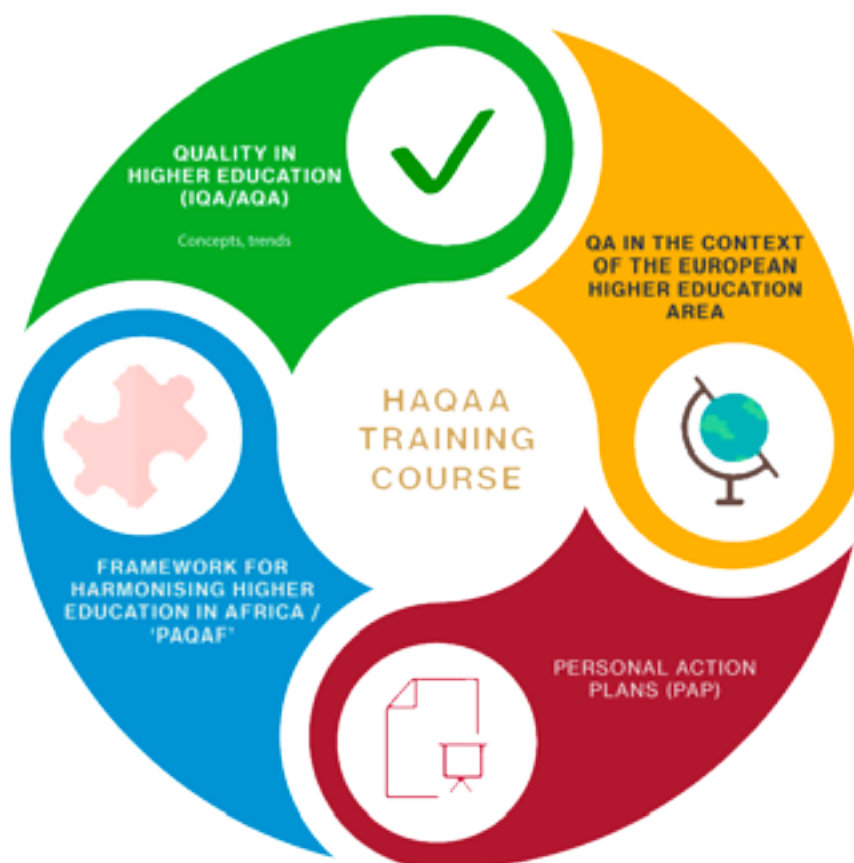 QUALITY IN
HIGHER EDUCATION
(IQA/AQA)
Concepts, trends
QA IN THE CONTEXT
OF THE EUROPEAN
HIGHER EDUCATION
AREA
HAQAA
TRAINING
COURSE
FRAMEWORK FOR
HARMONISING HIGHER
EDUCATION IN AFRICA /
‘PAQAF’
PERSONAL ACTION
PLANS (PAP)